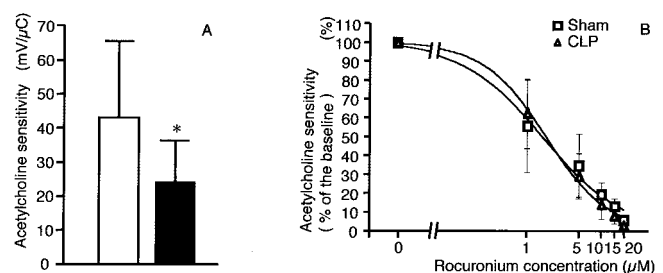 A
Acetylcholine sensitivity (mV/µC)
70
60
50
40
30
20
10
0
*
B
Sham
CLP
Acetylcholine sensitivity (%)
( % of the baseline )
110
100
90
80
70
60
50
40
30
20
10
0
0 1 5 10 15 20
Rocuronium concentration (µM)